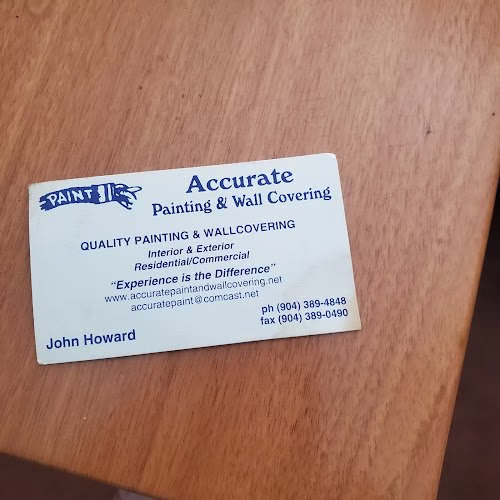 PAINT
Accurate
Painting & Wall Covering
QUALITY PAINTING & WALLCOVERING
Interior & Exterior
Residential/Commercial
"Experience is the Difference"
www.accuratepaintandwallcovering.net
accuratepaint@comcast.net
ph (904) 389-4848
fax (904) 389-0490
John Howard